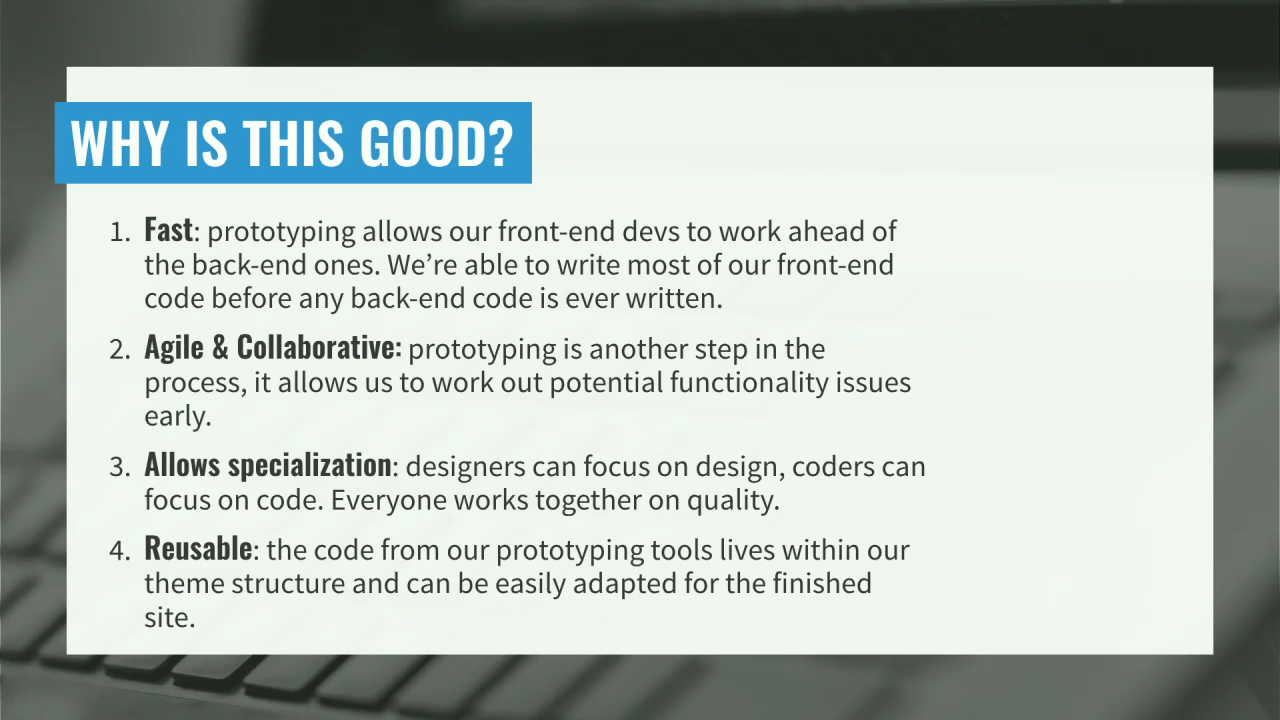 WHY IS THIS GOOD?
1. Fast: prototyping allows our front-end devs to work ahead of
the back-end ones. We’re able to write most of our front-end
code before any back-end code is ever written.
2. Agile & Collaborative: prototyping is another step in the
process, it allows us to work out potential functionality issues
early.
3. Allows specialization: designers can focus on design, coders can
focus on code. Everyone works together on quality.
4. Reusable: the code from our prototyping tools lives within our
theme structure and can be easily adapted for the finished
site.